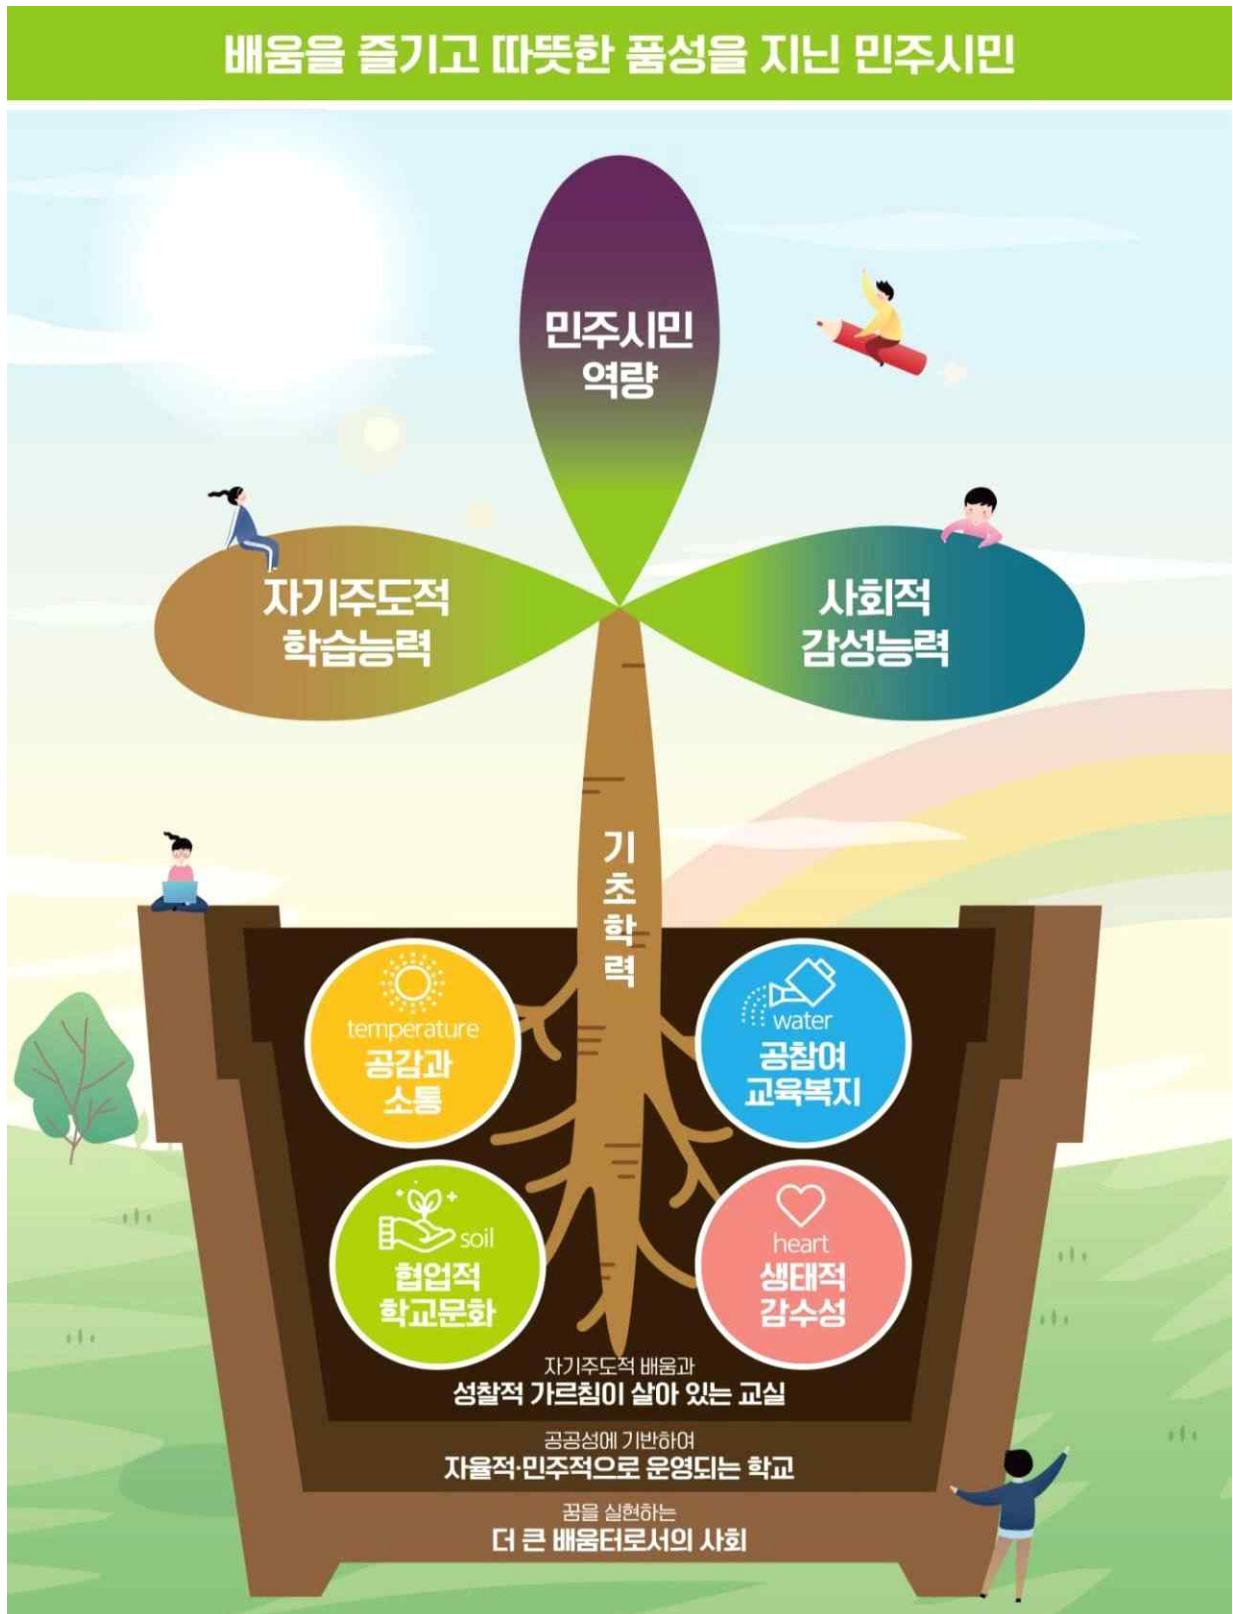 배움을 즐기고 따뜻한 품성을 지닌 민주시민
민주시민
역량
자기주도적
학습능력
사회적
감성능력
기
초
학
력
temperature
공감과
소통
water
공참여
교육복지
soil
협업적
학교문화
heart
생태적
감수성
자기주도적 배움과
성찰적 가르침이 살아 있는 교실
공공성에 기반하여
자율적·민주적으로 운영되는 학교
꿈을 실현하는
더 큰 배움터로서의 사회